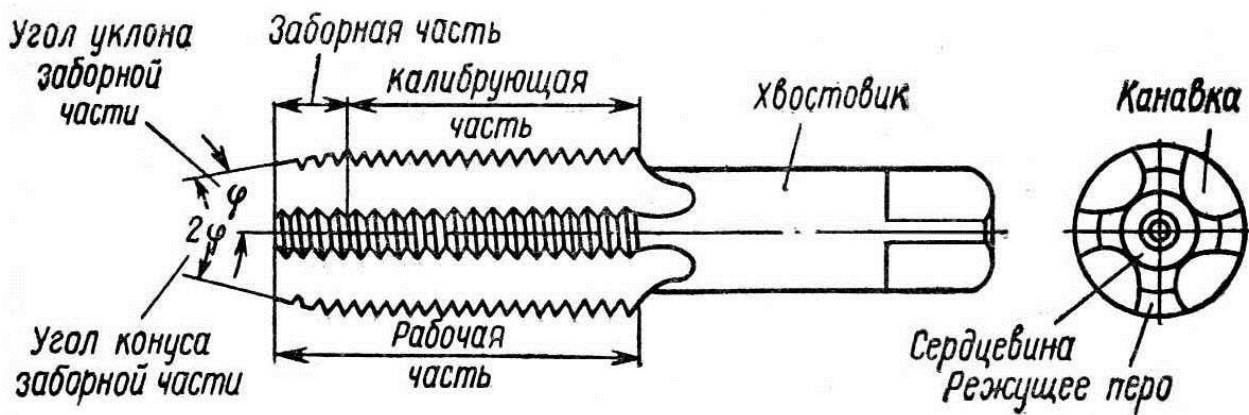 Угол уклона
заборной
части
Заборная часть
калибрующая
часть
хвостовик
Канавка
φ
2φ
Угол конуса
заборной части
Рабочая
часть
Сердцевина
Режущее перо